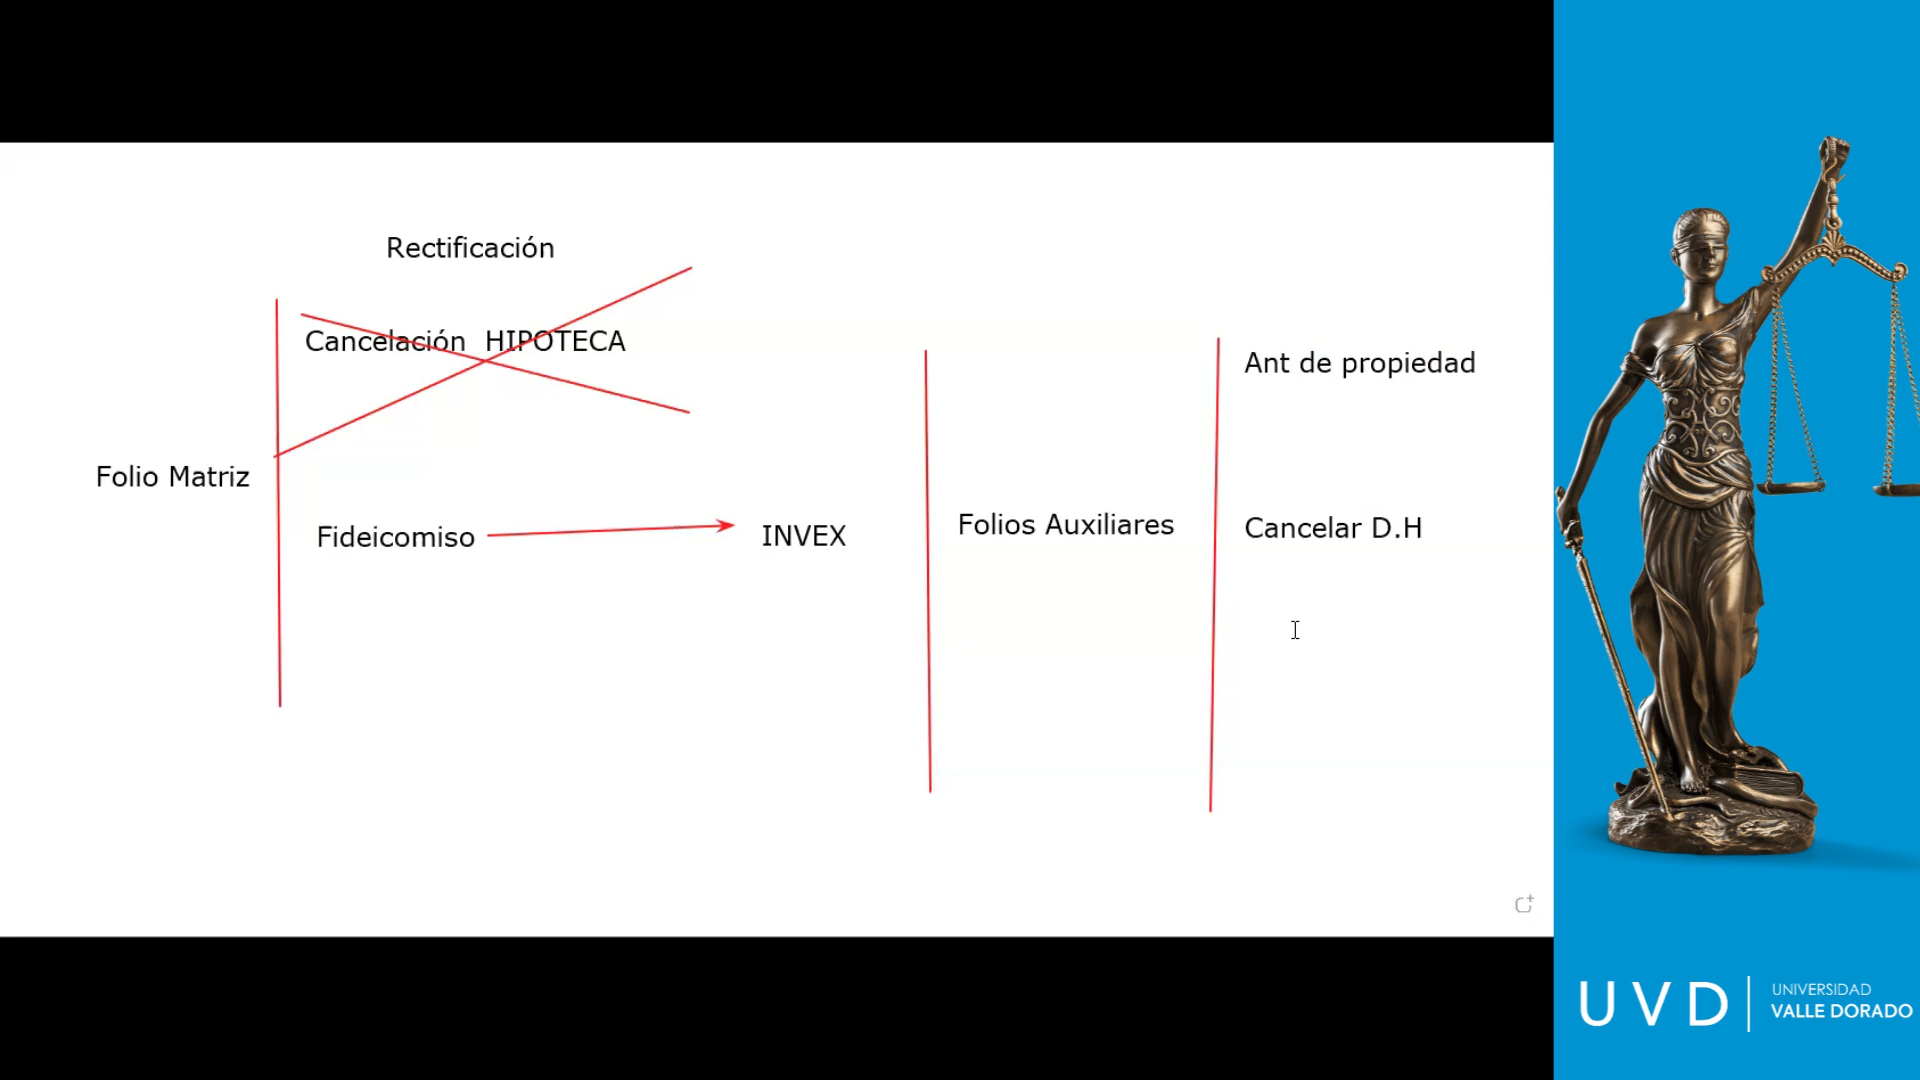 Rectificación
Cancelación HIPOTECA
Folio Matriz
Fideicomiso
INVEX
Folios Auxiliares
Ant de propiedad
Cancelar D.H
UVD
UNIVERSIDAD
VALLE DORADO